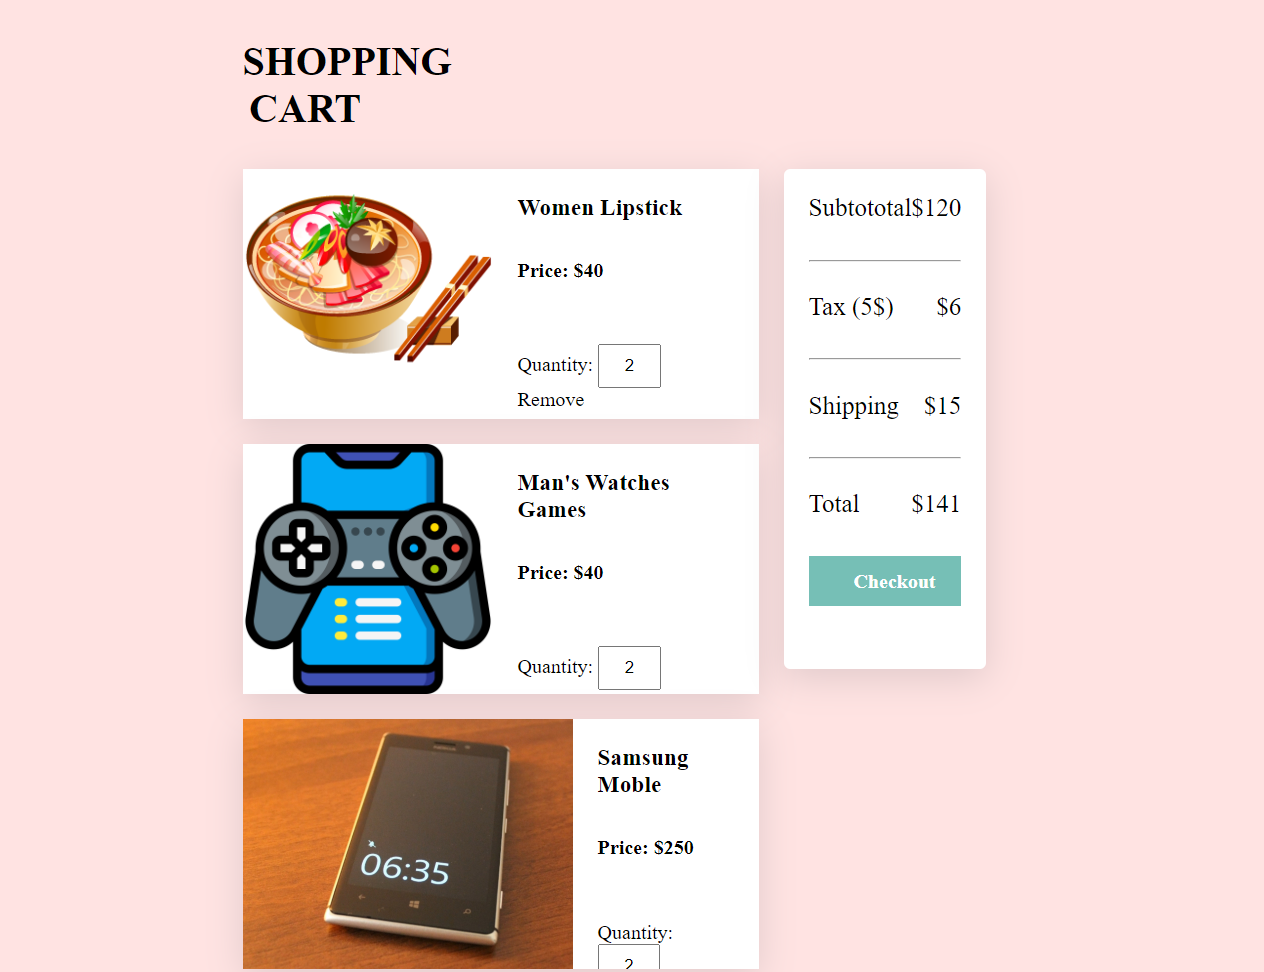 SHOPPING
CART
Women Lipstick
Price: $40
Quantity: 2
Remove
Man's Watches
Games
Price: $40
Quantity: 2
NOKIA
06:35
Samsung
Moble
Price: $250
Quantity:
2
Subtototal$120
Tax (5$) $6
Shipping $15
Total $141
Checkout